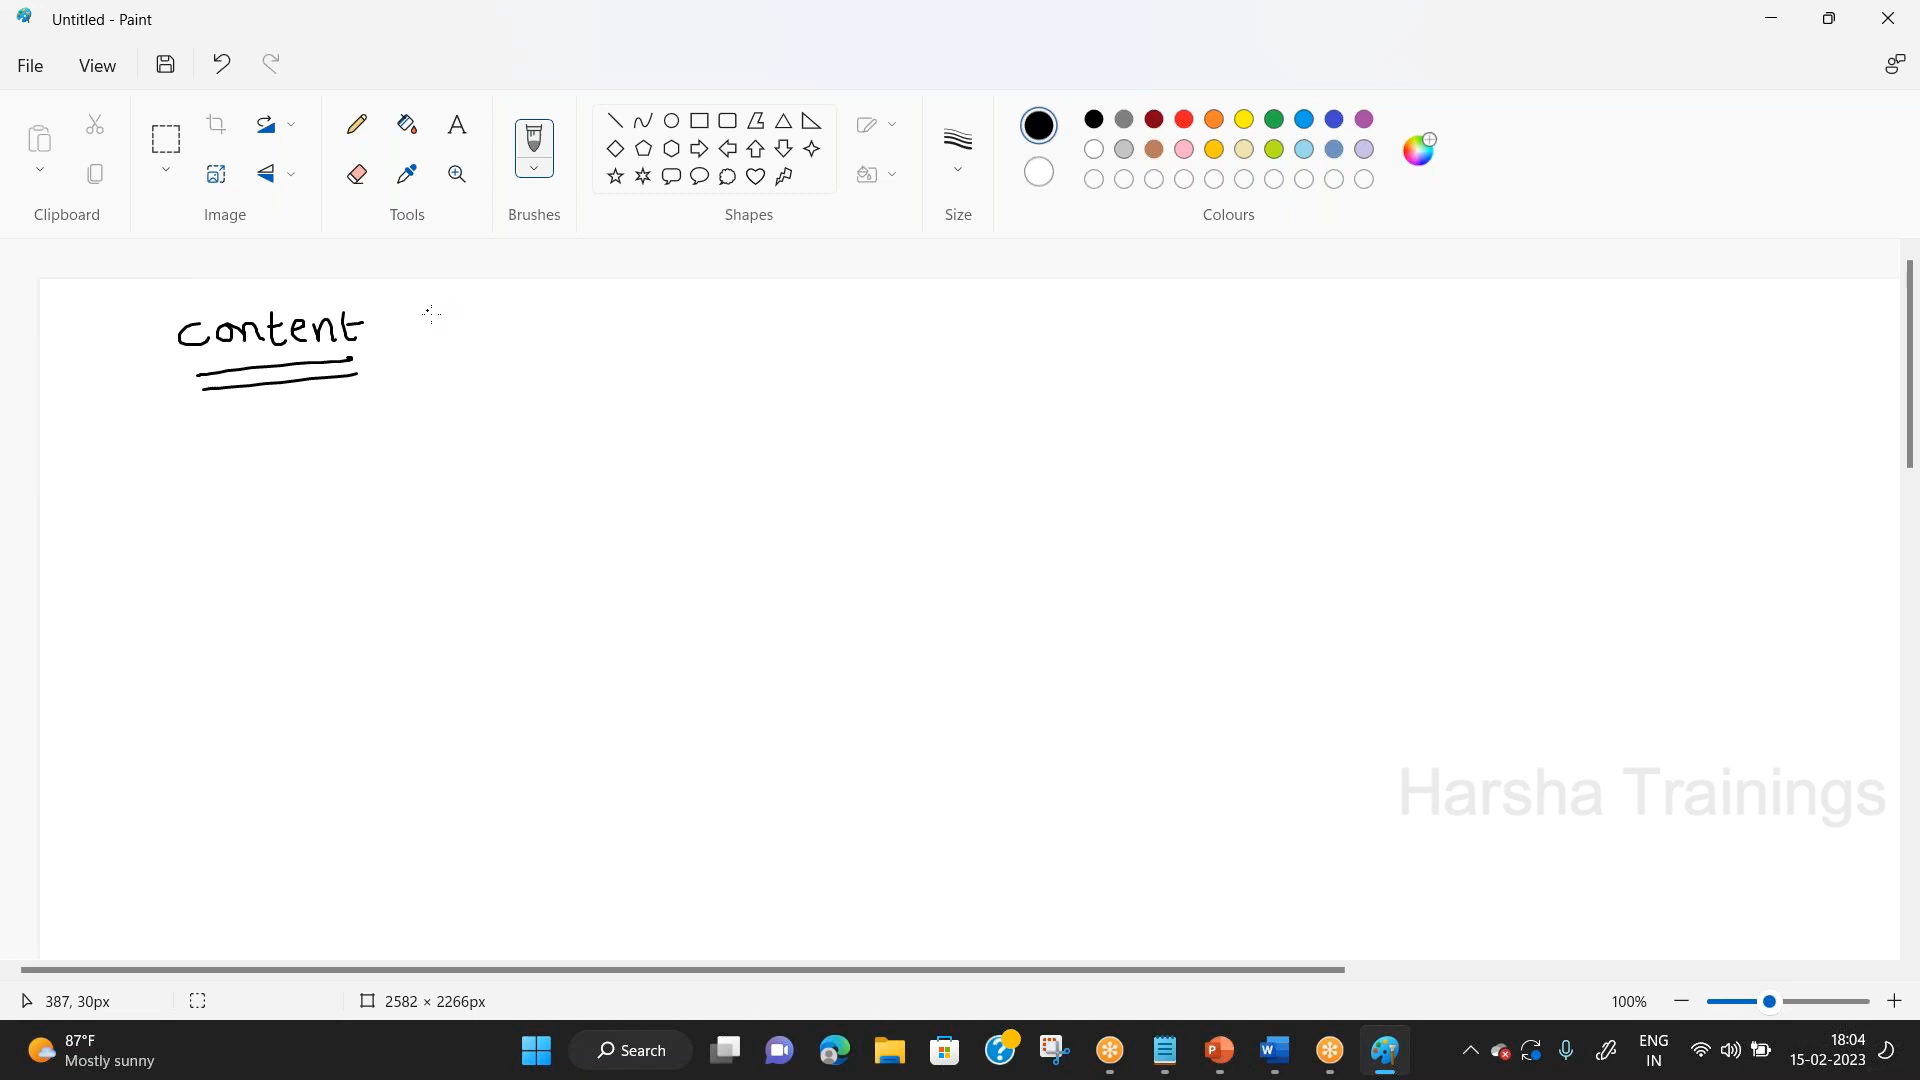 Untitled - Paint
File View
Clipboard Image Tools Brushes Shapes Size Colours
content
Harsha Trainings
387, 30px 2582 × 2266px 100%
87°F
Mostly sunny
Search
ENG
IN
18:04
15-02-2023